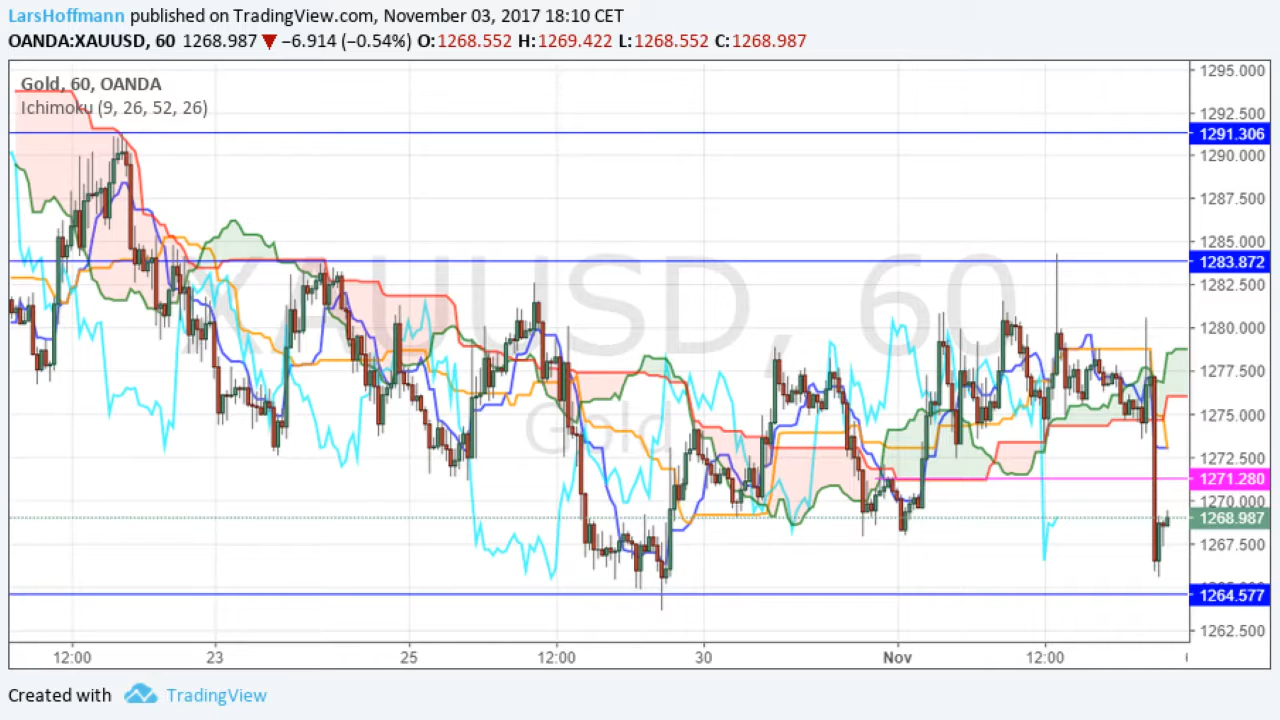 LarsHoffmann published on TradingView.com, November 03, 2017 18:10 CET
OANDA:XAUUSD, 60 1268.987 ▼ −6.914 (−0.54%) O:1268.552 H:1269.422 L:1268.552 C:1268.987
Gold, 60, OANDA
Ichimoku (9, 26, 52, 26)
XAUUSD, 60
Gold
1295.000
1292.500
1291.306
1290.000
1287.500
1285.000
1283.872
1282.500
1280.000
1277.500
1275.000
1272.500
1271.280
1270.000
1268.987
1267.500
1264.577
1262.500
12:00 23 25 12:00 30 Nov 12:00
Created with TradingView